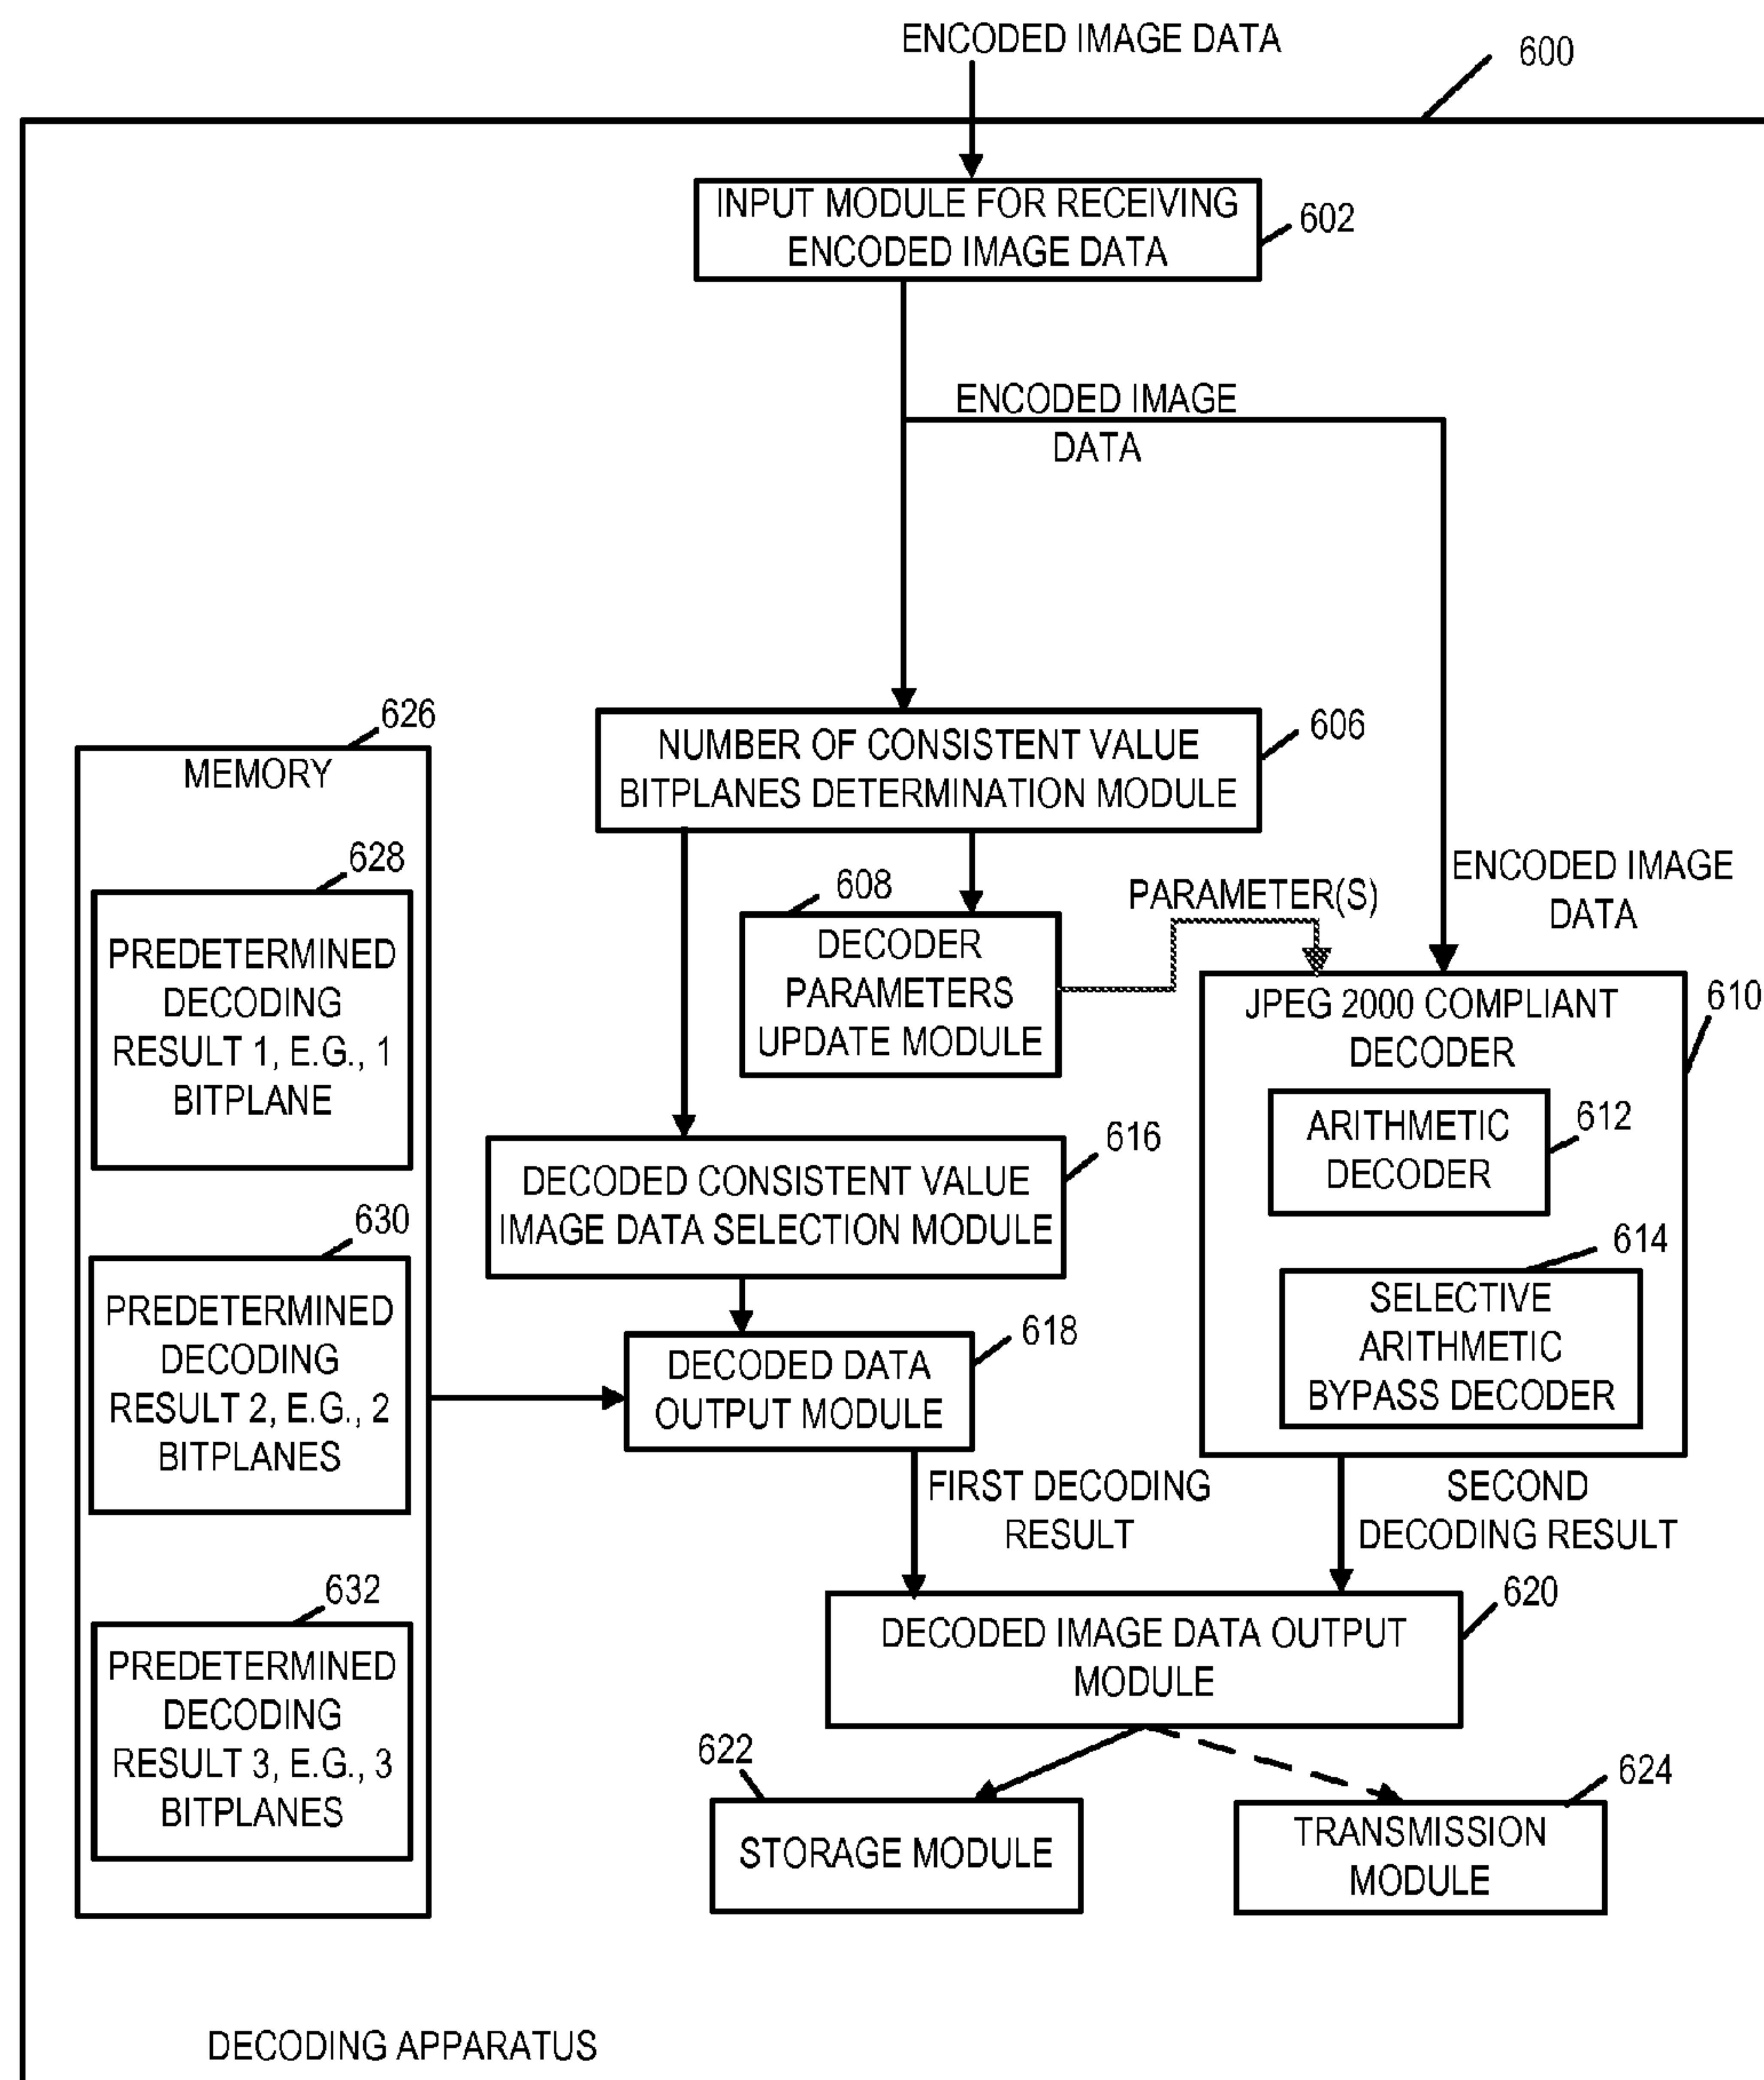 ENCODED IMAGE DATA
600
INPUT MODULE FOR RECEIVING
ENCODED IMAGE DATA
602
ENCODED IMAGE
DATA
626
MEMORY
628
PREDETERMINED
DECODING
RESULT 1, E.G., 1
BITPLANE
630
PREDETERMINED
DECODING
RESULT 2, E.G., 2
BITPLANES
632
PREDETERMINED
DECODING
RESULT 3, E.G., 3
BITPLANES
NUMBER OF CONSISTENT VALUE
BITPLANES DETERMINATION MODULE
606
608
DECODER
PARAMETERS
UPDATE MODULE
PARAMETER(S)
ENCODED IMAGE
DATA
JPEG 2000 COMPLIANT
DECODER
610
ARITHMETIC
DECODER
612
614
SELECTIVE
ARITHMETIC
BYPASS DECODER
616
DECODED CONSISTENT VALUE
IMAGE DATA SELECTION MODULE
618
DECODED DATA
OUTPUT MODULE
FIRST DECODING
RESULT
SECOND
DECODING RESULT
620
DECODED IMAGE DATA OUTPUT
MODULE
622
STORAGE MODULE
624
TRANSMISSION
MODULE
DECODING APPARATUS